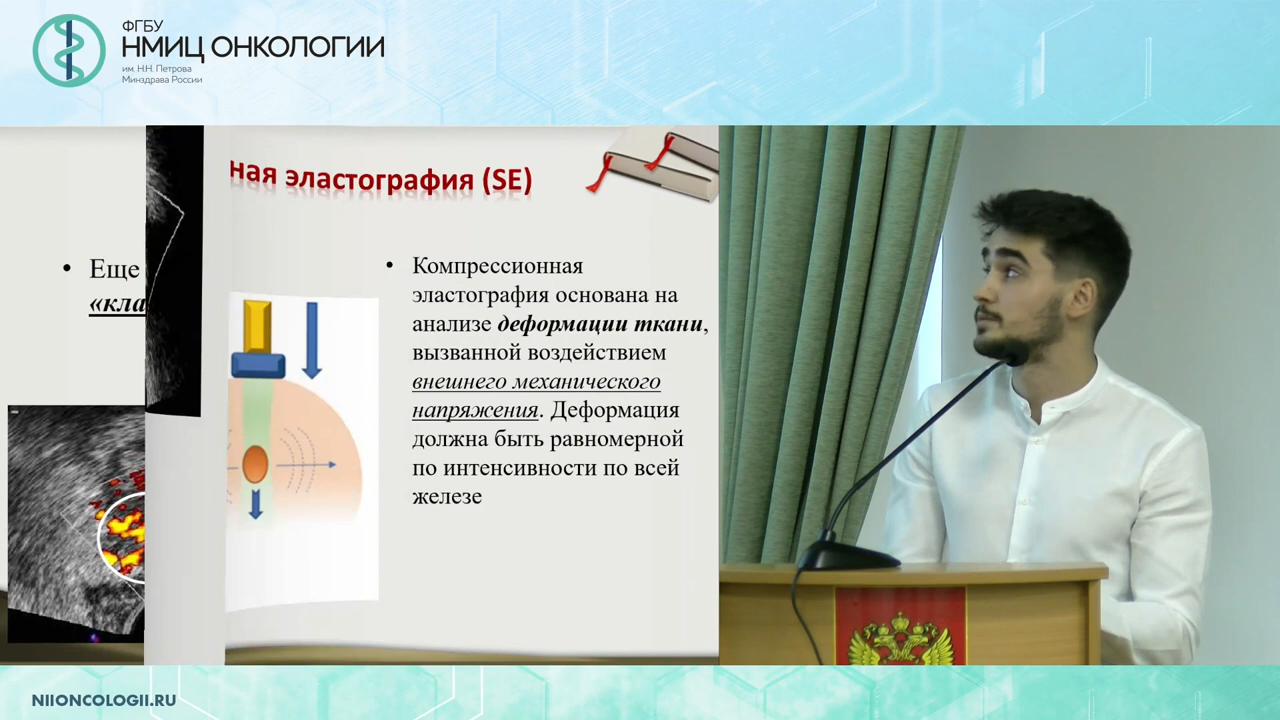 ФГБУ
НМИЦ ОНКОЛОГИИ
им. Н.Н. Петрова
Минздрава России
ная эластография (SE)
• Еще
«кла
• Компрессионная
эластография основана на
анализе деформации ткани,
вызванной воздействием
внешнего механического
напряжения. Деформация
должна быть равномерной
по интенсивности по всей
железе
NIIONCOLOGII.RU